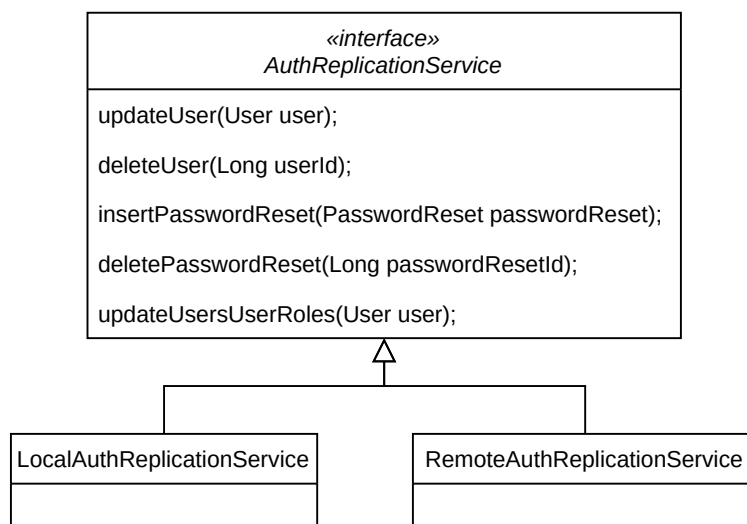 «interface»
AuthReplicationService
updateUser(User user);
deleteUser(Long userId);
insertPasswordReset(PasswordReset passwordReset);
deletePasswordReset(Long passwordResetId);
updateUsersUserRoles(User user);
LocalAuthReplicationService
RemoteAuthReplicationService